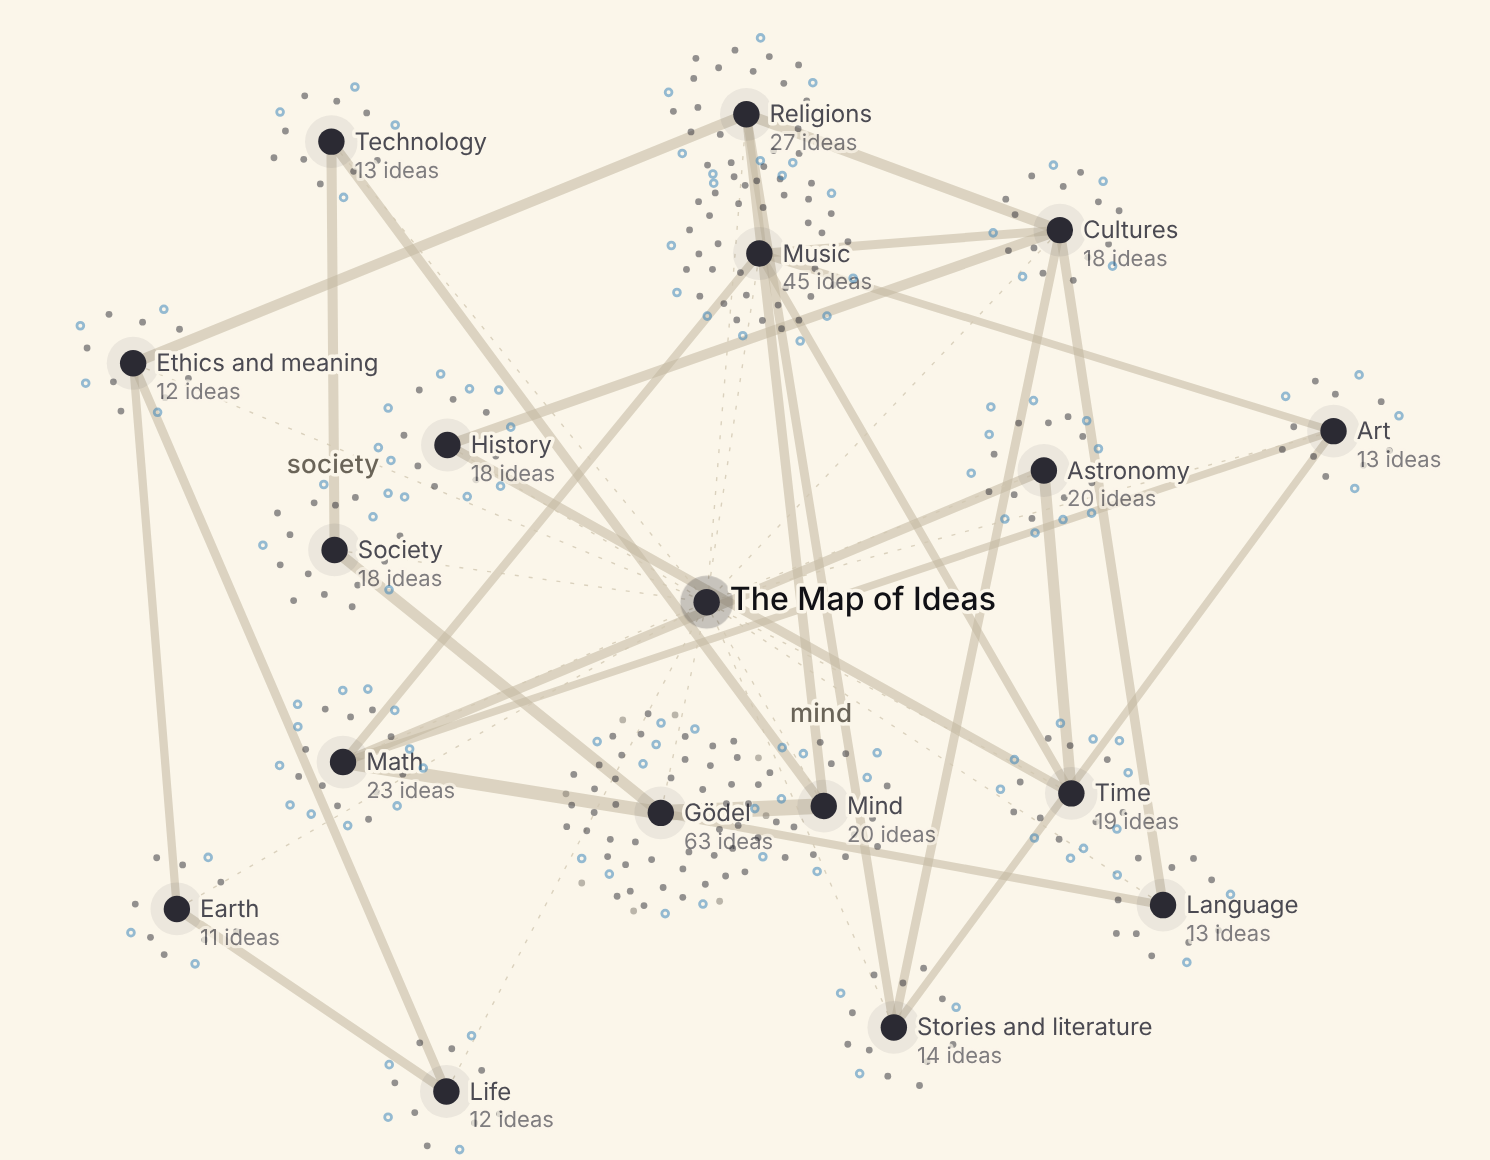 Religions
27 ideas
Technology
13 ideas
Cultures
18 ideas
Music
45 ideas
Ethics and meaning
12 ideas
Art
13 ideas
History
18 ideas
society
Astronomy
20 ideas
Society
18 ideas
The Map of Ideas
mind
Math
23 ideas
Gödel
63 ideas
Mind
20 ideas
Time
19 ideas
Earth
11 ideas
Language
13 ideas
Stories and literature
14 ideas
Life
12 ideas